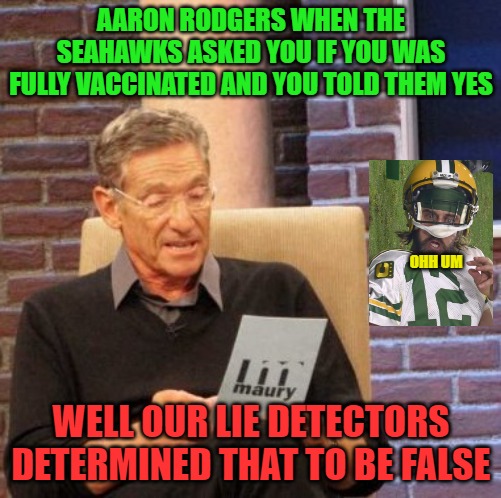 AARON RODGERS WHEN THE
SEAHAWKS ASKED YOU IF YOU WAS
FULLY VACCINATED AND YOU TOLD THEM YES
OHH UM
12
maury
WELL OUR LIE DETECTORS
DETERMINED THAT TO BE FALSE